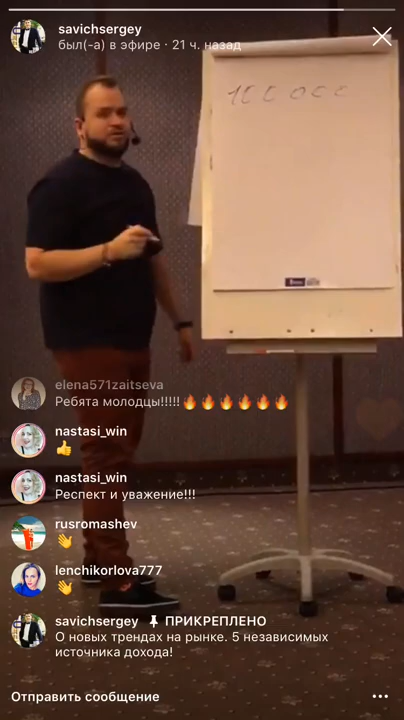 savichsergey
был(-а) в эфире · 21 ч. назад
100 000
elena571zaitseva
Ребята молодцы!!!!!🔥🔥🔥🔥🔥🔥
nastasi_win
👍
nastasi_win
Респект и уважение!!!
rusromashev
👋
lenchikorlova777
👋
savichsergey 📌 ПРИКРЕПЛЕНО
О новых трендах на рынке. 5 независимых
источника дохода!
Отправить сообщение